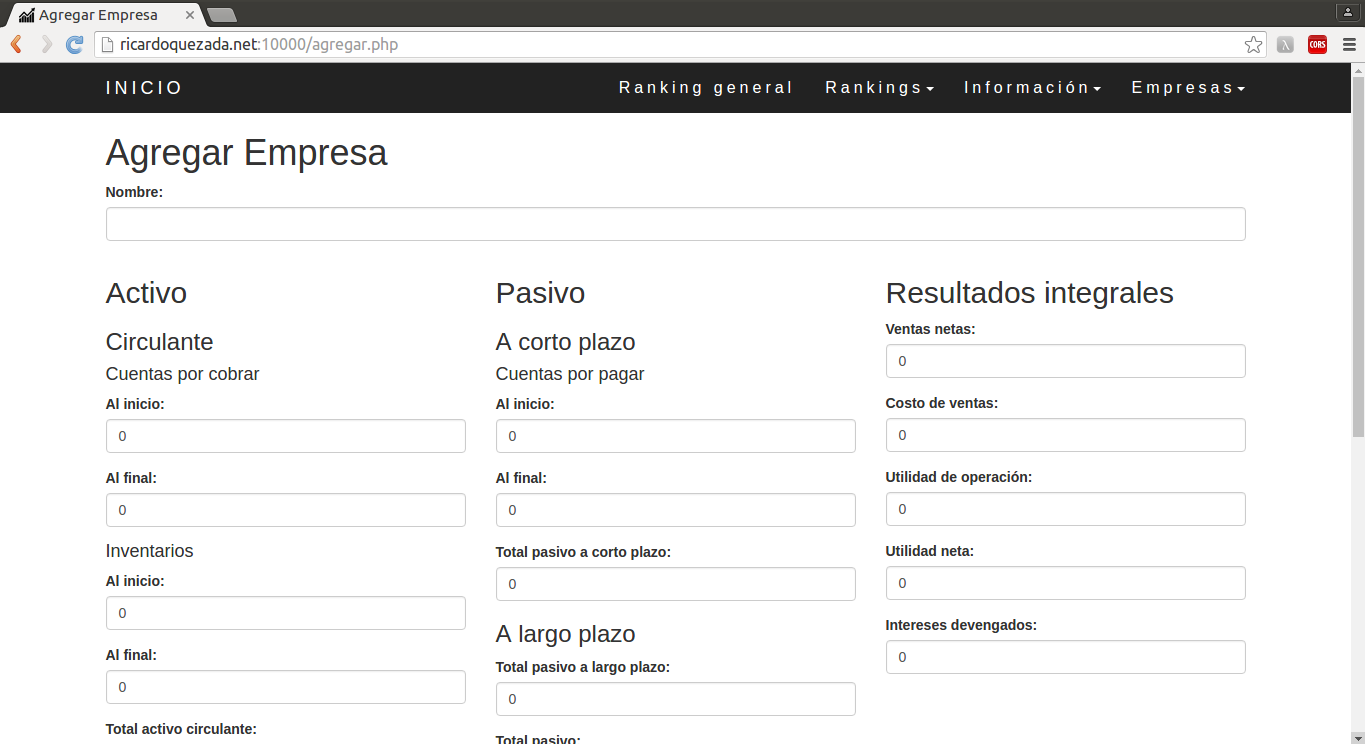 Agregar Empresa
ricardoquezada.net:10000/agregar.php
CORS
INICIO
Ranking general
Rankings
Información
Empresas
Agregar Empresa
Nombre:
Activo
Circulante
Cuentas por cobrar
Al inicio:
0
Al final:
0
Inventarios
Al inicio:
0
Al final:
0
Total activo circulante:
Pasivo
A corto plazo
Cuentas por pagar
Al inicio:
0
Al final:
0
Total pasivo a corto plazo:
0
A largo plazo
Total pasivo a largo plazo:
0
Total pasivo:
Resultados integrales
Ventas netas:
0
Costo de ventas:
0
Utilidad de operación:
0
Utilidad neta:
0
Intereses devengados:
0